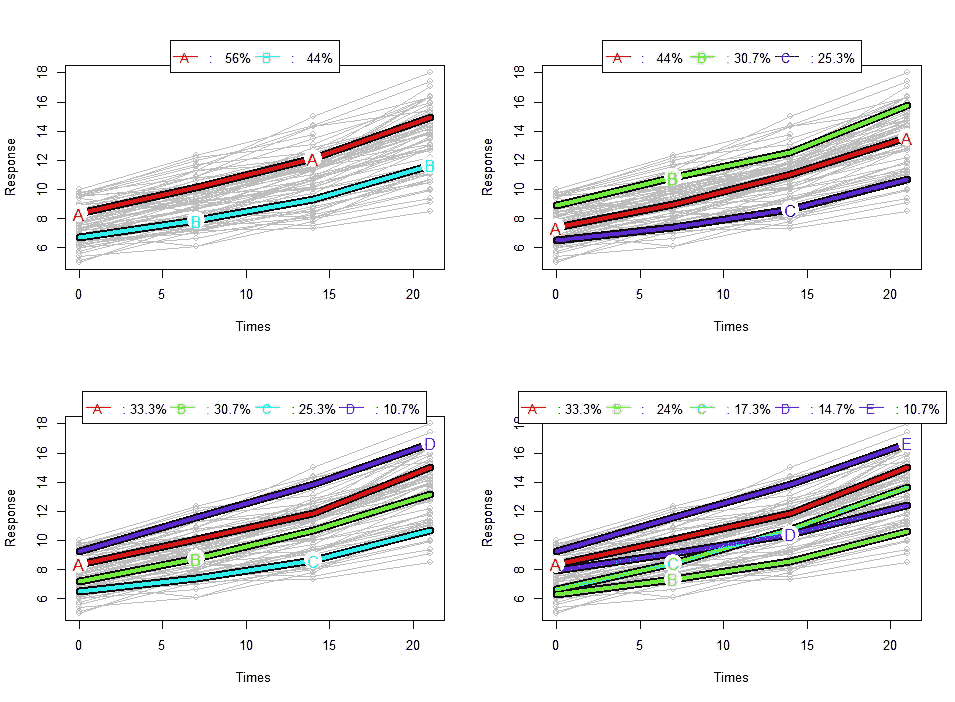 A : 56% B : 44%
Response
18
16
14
12
10
8
6
A
A
B
B
0 5 10 15 20
Times
A : 44% B : 30.7% C : 25.3%
Response
18
16
14
12
10
8
6
A
A
B
C
0 5 10 15 20
Times
A : 33.3% B : 30.7% C : 25.3% D : 10.7%
Response
18
16
14
12
10
8
6
D
A
B
C
0 5 10 15 20
Times
A : 33.3% B : 24% C : 17.3% D : 14.7% E : 10.7%
Response
18
16
14
12
10
8
6
E
D
A
C
B
0 5 10 15 20
Times